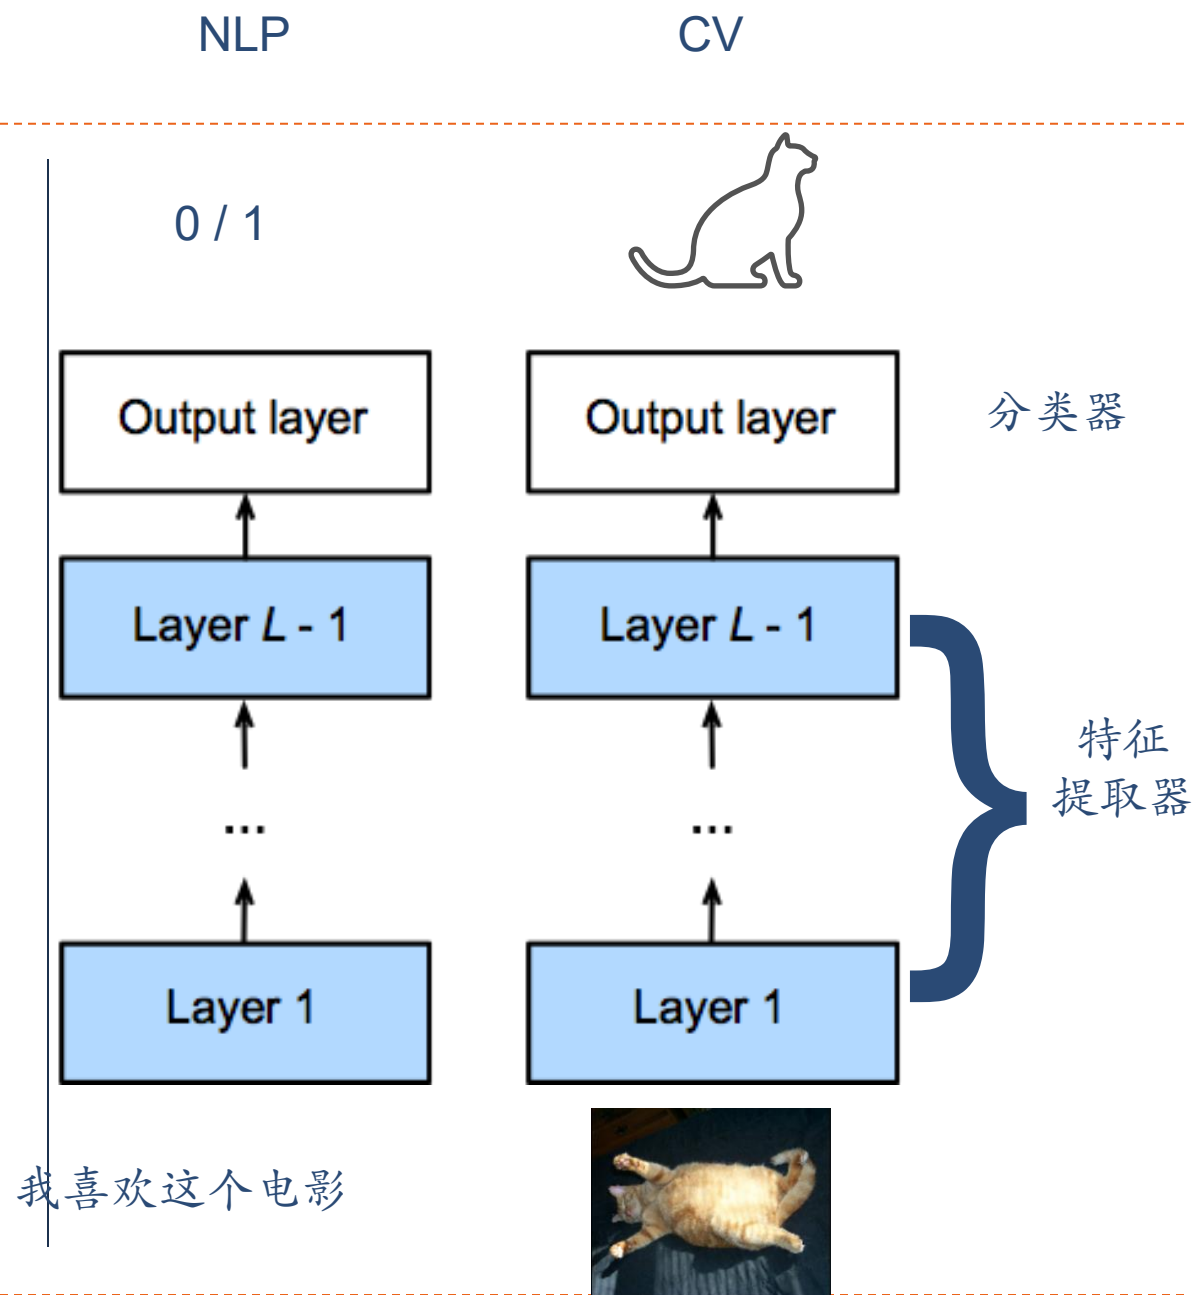 NLP
CV
0 / 1
Output layer
Output layer
分类器
Layer L - 1
Layer L - 1
特征
提取器
...
...
Layer 1
Layer 1
我喜欢这个电影